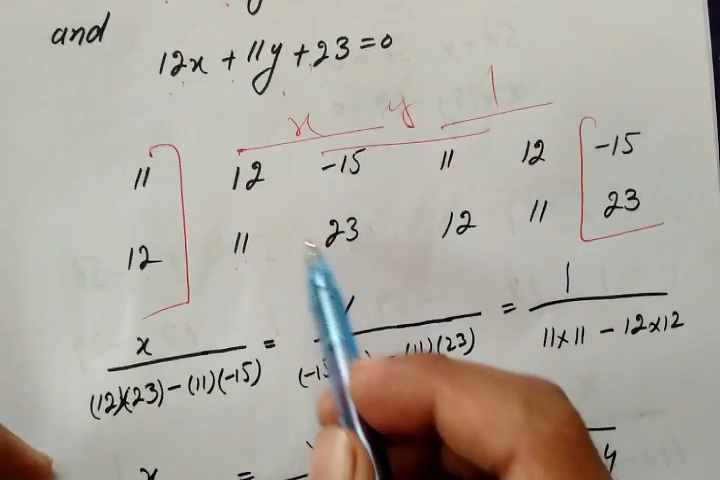 and
12x + 11y + 23 = 0
x y 1
11 12 -15 11 12 -15
12 11 23 12 11 23
x = = 1
(12)(23) - (11)(-15) (-15 (11)(23) 11×11 - 12×12
x =